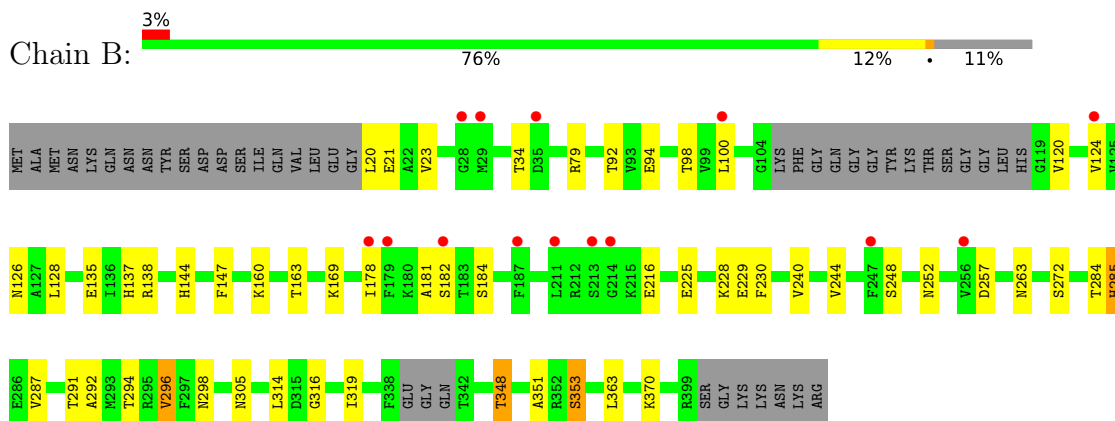 3%
Chain B:
76% 12% • 11%
MET ALA MET ASN LYS GLN ASN ASN TYR SER ASP ASP SER ILE GLN VAL LEU GLU GLY L20 E21 A22 V23 G28 M29 T34 D35 R79 T92 V93 E94 T98 V99 L100 G104 LYS PHE GLY GLN GLY GLY TYR LYS THR SER GLY GLY LEU HIS G119 V120 V124 V125
N126 A127 L128 E135 I136 H137 R138 H144 F147 K160 T163 K169 I178 F179 K180 A181 S182 T183 S184 F187 L211 R212 S213 G214 K215 E216 E225 K228 E229 F230 V240 V244 F247 S248 N252 V256 D257 N263 S272 T284 H285
E286 V287 T291 A292 M293 T294 R295 V296 F297 N298 N305 L314 D315 G316 I319 F338 GLU GLY GLN T342 T348 A351 R352 S353 L363 K370 R399 SER GLY LYS LYS ASN LYS ARG